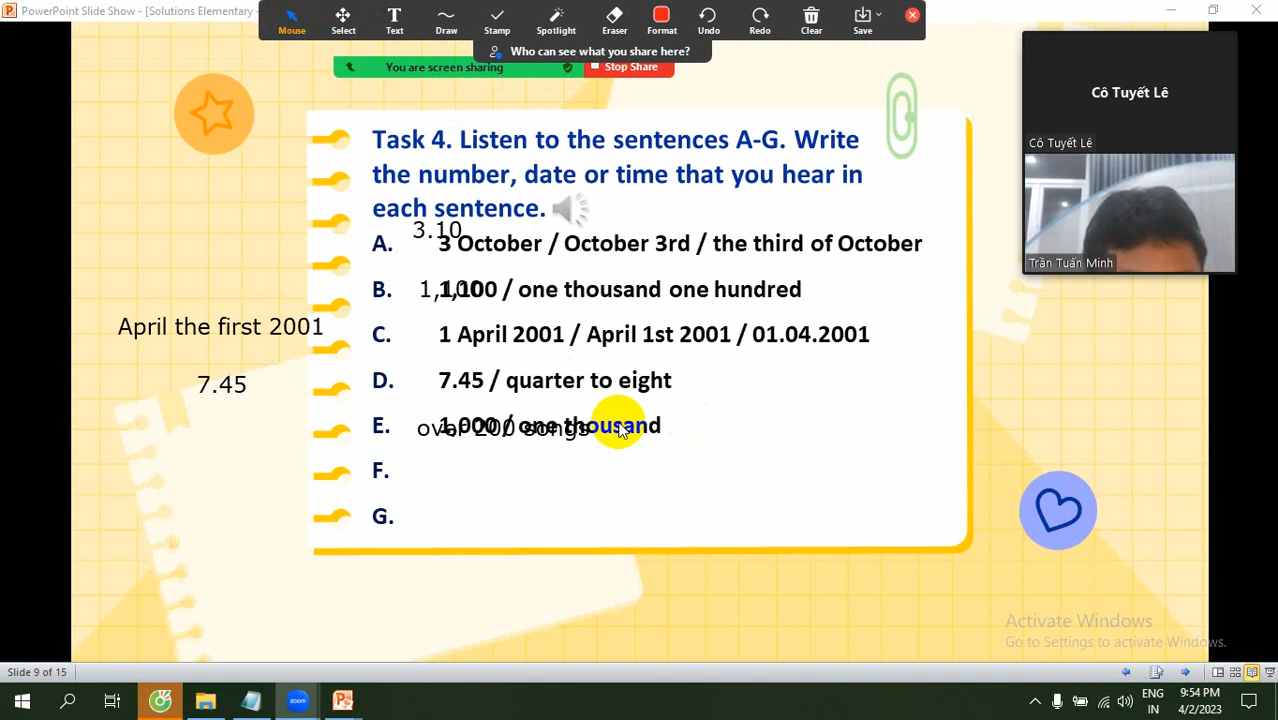 PowerPoint Slide Show - [Solutions Elementary -
Mouse
Select
Text
Draw
Stamp
Spotlight
Eraser
Format
Undo
Redo
Clear
Save
Who can see what you share here?
You are screen sharing
Stop Share
Cô Tuyết Lê
Cô Tuyết Lê
Trần Tuấn Minh
Task 4. Listen to the sentences A-G. Write
the number, date or time that you hear in
each sentence.
3.10
A. 3 October / October 3rd / the third of October
1,100
B. 1,100 / one thousand one hundred
April the first 2001
C. 1 April 2001 / April 1st 2001 / 01.04.2001
7.45
D. 7.45 / quarter to eight
E. 1,000 / one thousand
over 200 songs
F.
G.
Activate Windows
Go to Settings to activate Windows.
Slide 9 of 15
zoom
ENG
IN
9:54 PM
4/2/2023